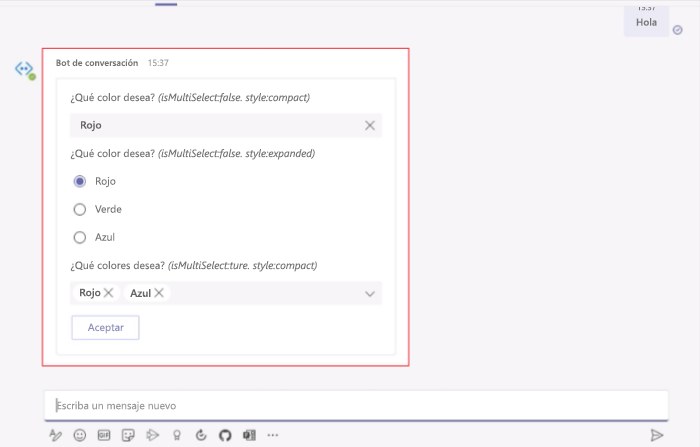 15:37
Hola
Bot de conversación 15:37
¿Qué color desea? (isMultiSelect:false. style:compact)
Rojo
¿Qué color desea? (isMultiSelect:false. style:expanded)
Rojo
Verde
Azul
¿Qué colores desea? (isMultiSelect:ture. style:compact)
Rojo Azul
Aceptar
Escriba un mensaje nuevo
GIF